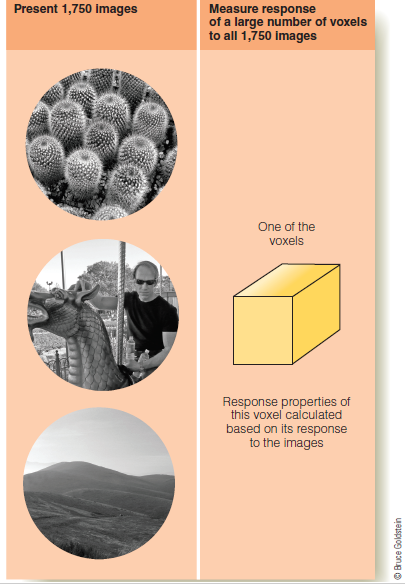 Present 1,750 images
Measure response
of a large number of voxels
to all 1,750 images
One of the
voxels
Response properties of
this voxel calculated
based on its response
to the images
© Bruce Goldstein